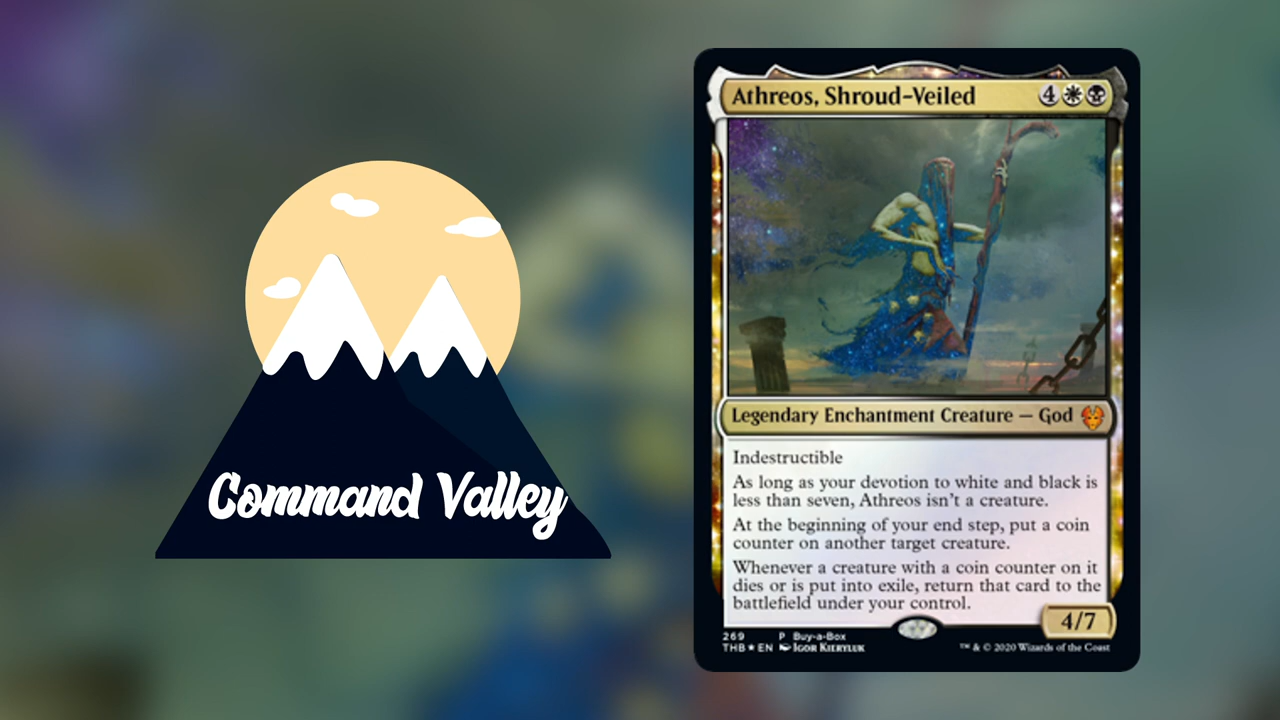 Command Valley
Athreos, Shroud-Veiled 4
Legendary Enchantment Creature — God
Indestructible
As long as your devotion to white and black is
less than seven, Athreos isn't a creature.
At the beginning of your end step, put a coin
counter on another target creature.
Whenever a creature with a coin counter on it
dies or is put into exile, return that card to the
battlefield under your control.
4/7
269 P Buy-a-Box
THB ★ EN Igor Kieryluk ™ & © 2020 Wizards of the Coast